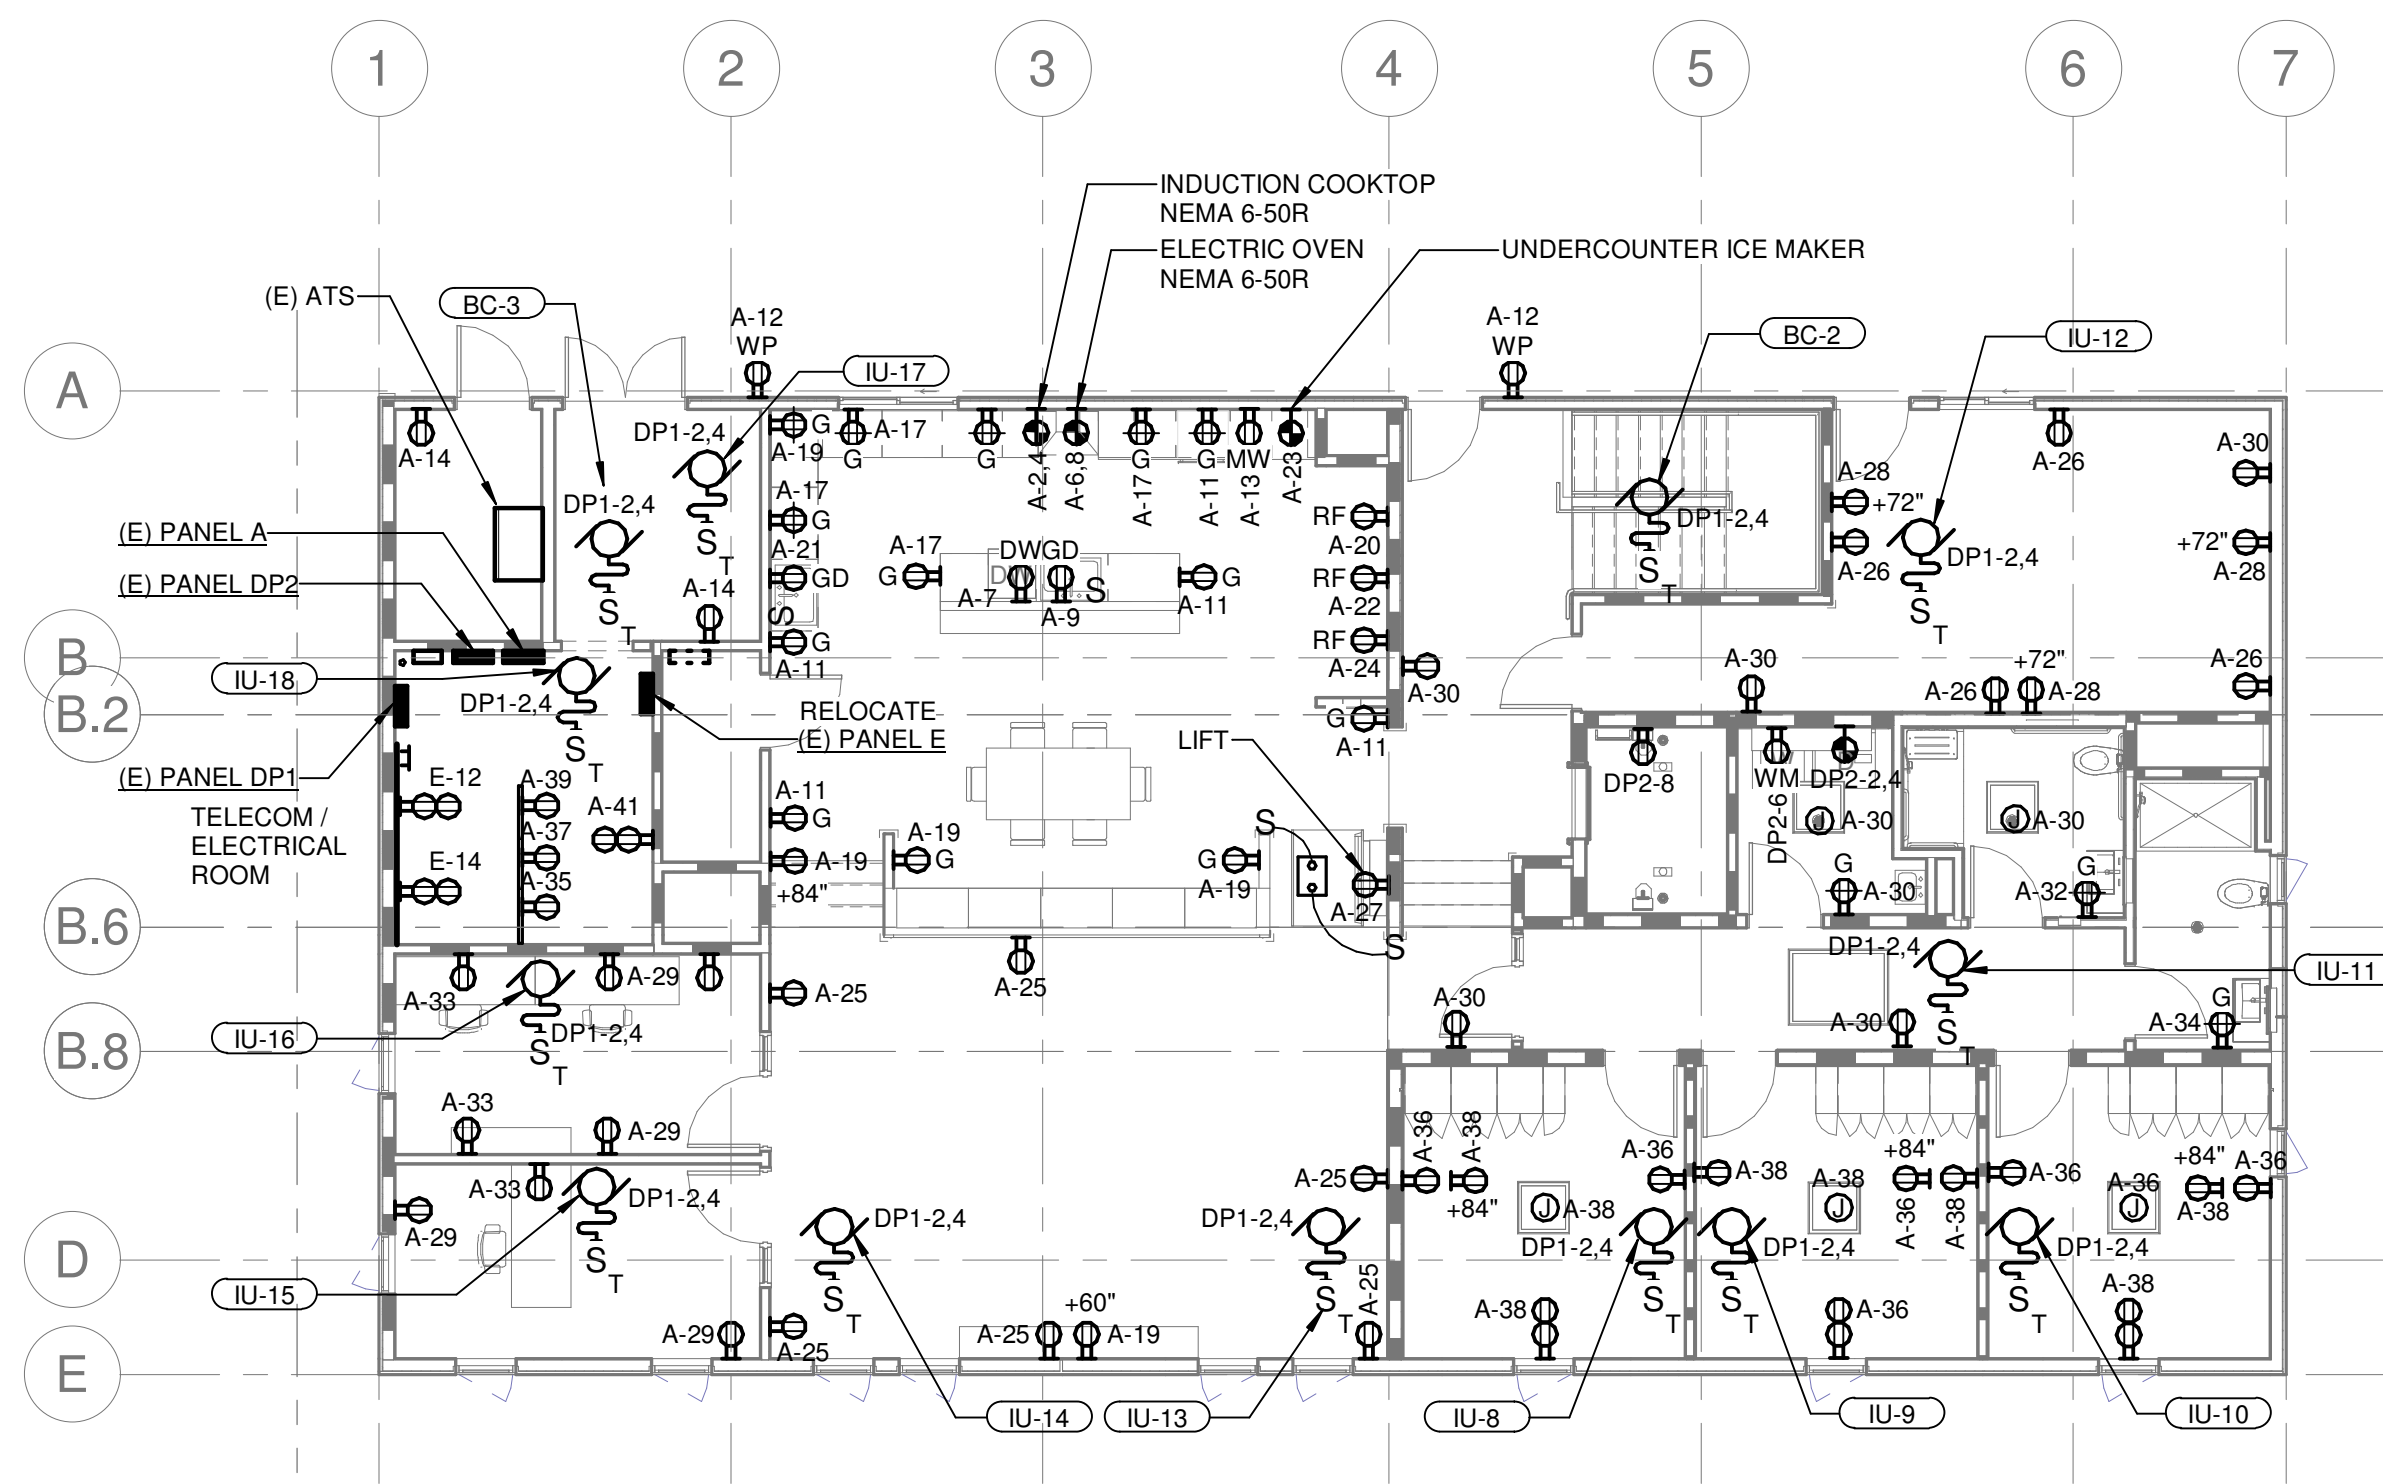 1
2
3
4
5
6
7
INDUCTION COOKTOP
NEMA 6-50R
ELECTRIC OVEN
NEMA 6-50R
UNDERCOUNTER ICE MAKER
(E) ATS
BC-3
A-12
WP
A-12
WP
BC-2
IU-12
A
IU-17
A-14
DP1-2,4
G
A-19
A-17
G
G
A-2,4
A-6,8
G
A-17
G
A-11
MW
A-13
A-23
A-26
A-30
A-28
+72"
DP1-2,4
S
T
A-17
G
RF
A-20
DP1-2,4
S
T
(E) PANEL A
(E) PANEL DP2
S
T
A-14
A-21
GD
S
A-17
G
DWGD
DW
A-7
S
A-9
G
A-11
RF
A-22
A-26
DP1-2,4
S
T
+72"
A-28
B
G
A-11
RF
A-24
A-30
A-30
+72"
A-26
A-28
A-26
IU-18
DP1-2,4
S
T
B.2
RELOCATE
(E) PANEL E
LIFT
G
A-11
(E) PANEL DP1
TELECOM /
ELECTRICAL
ROOM
E-12
A-39
A-41
A-37
E-14
A-35
A-11
G
A-19
+84"
A-19
G
G
A-19
S
A-27
S
DP2-8
WM
DP2-6
DP2-2,4
D
J
A-30
J
A-30
G
A-30
G
A-32
B.6
A-33
A-29
A-25
A-25
DP1-2,4
IU-11
IU-16
DP1-2,4
S
T
A-30
A-30
S
T
G
A-34
B.8
A-33
A-29
A-33
A-29
DP1-2,4
S
T
A-25
A-36
A-38
+84"
A-36
A-38
+84"
A-38
A-36
A-38
A-36
+84"
A-36
A-36
A-38
J
A-38
J
J
DP1-2,4
DP1-2,4
DP1-2,4
DP1-2,4
DP1-2,4
D
IU-15
S
T
S
T
S
T
S
T
S
T
A-25
A-29
A-25
+60"
A-25
A-19
A-38
A-36
A-38
E
IU-14
IU-13
IU-8
IU-9
IU-10